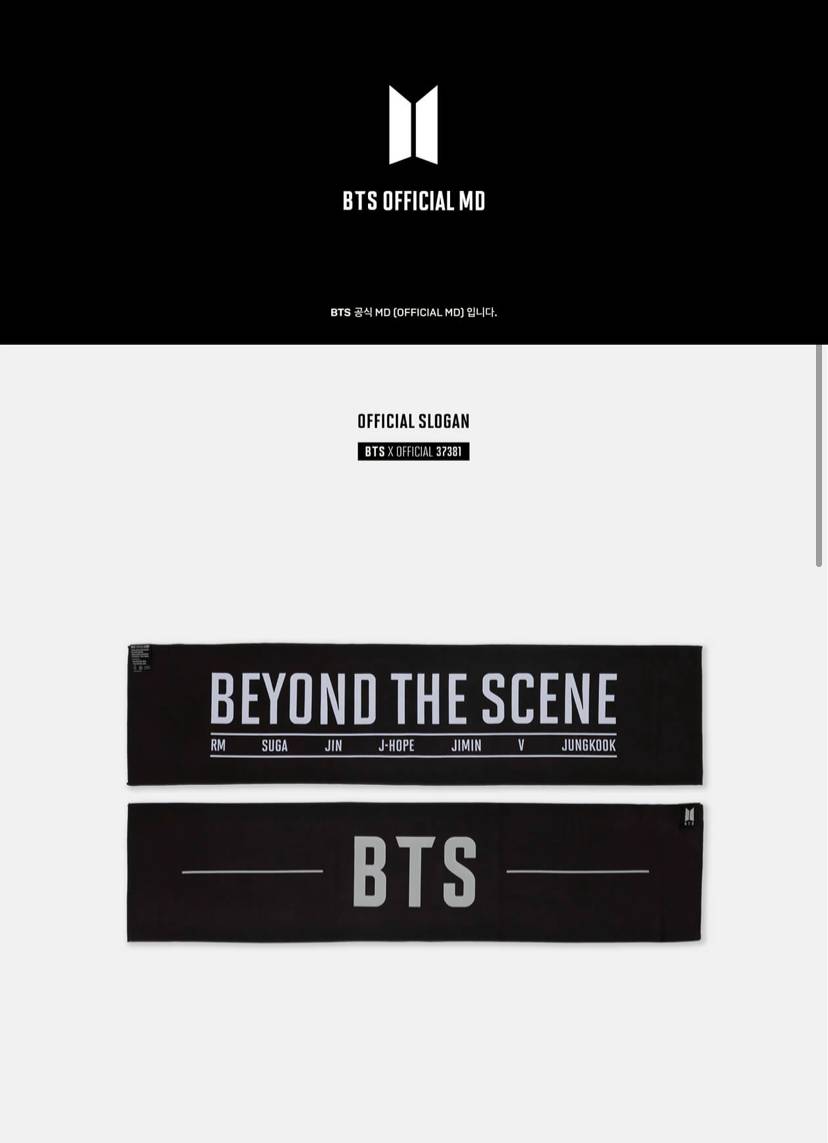 BTS OFFICIAL MD
BTS 공식 MD (OFFICIAL MD) 입니다.
OFFICIAL SLOGAN
BTS X OFFICIAL 37381
BEYOND THE SCENE
RM SUGA JIN J-HOPE JIMIN V JUNGKOOK
BTS
BTS